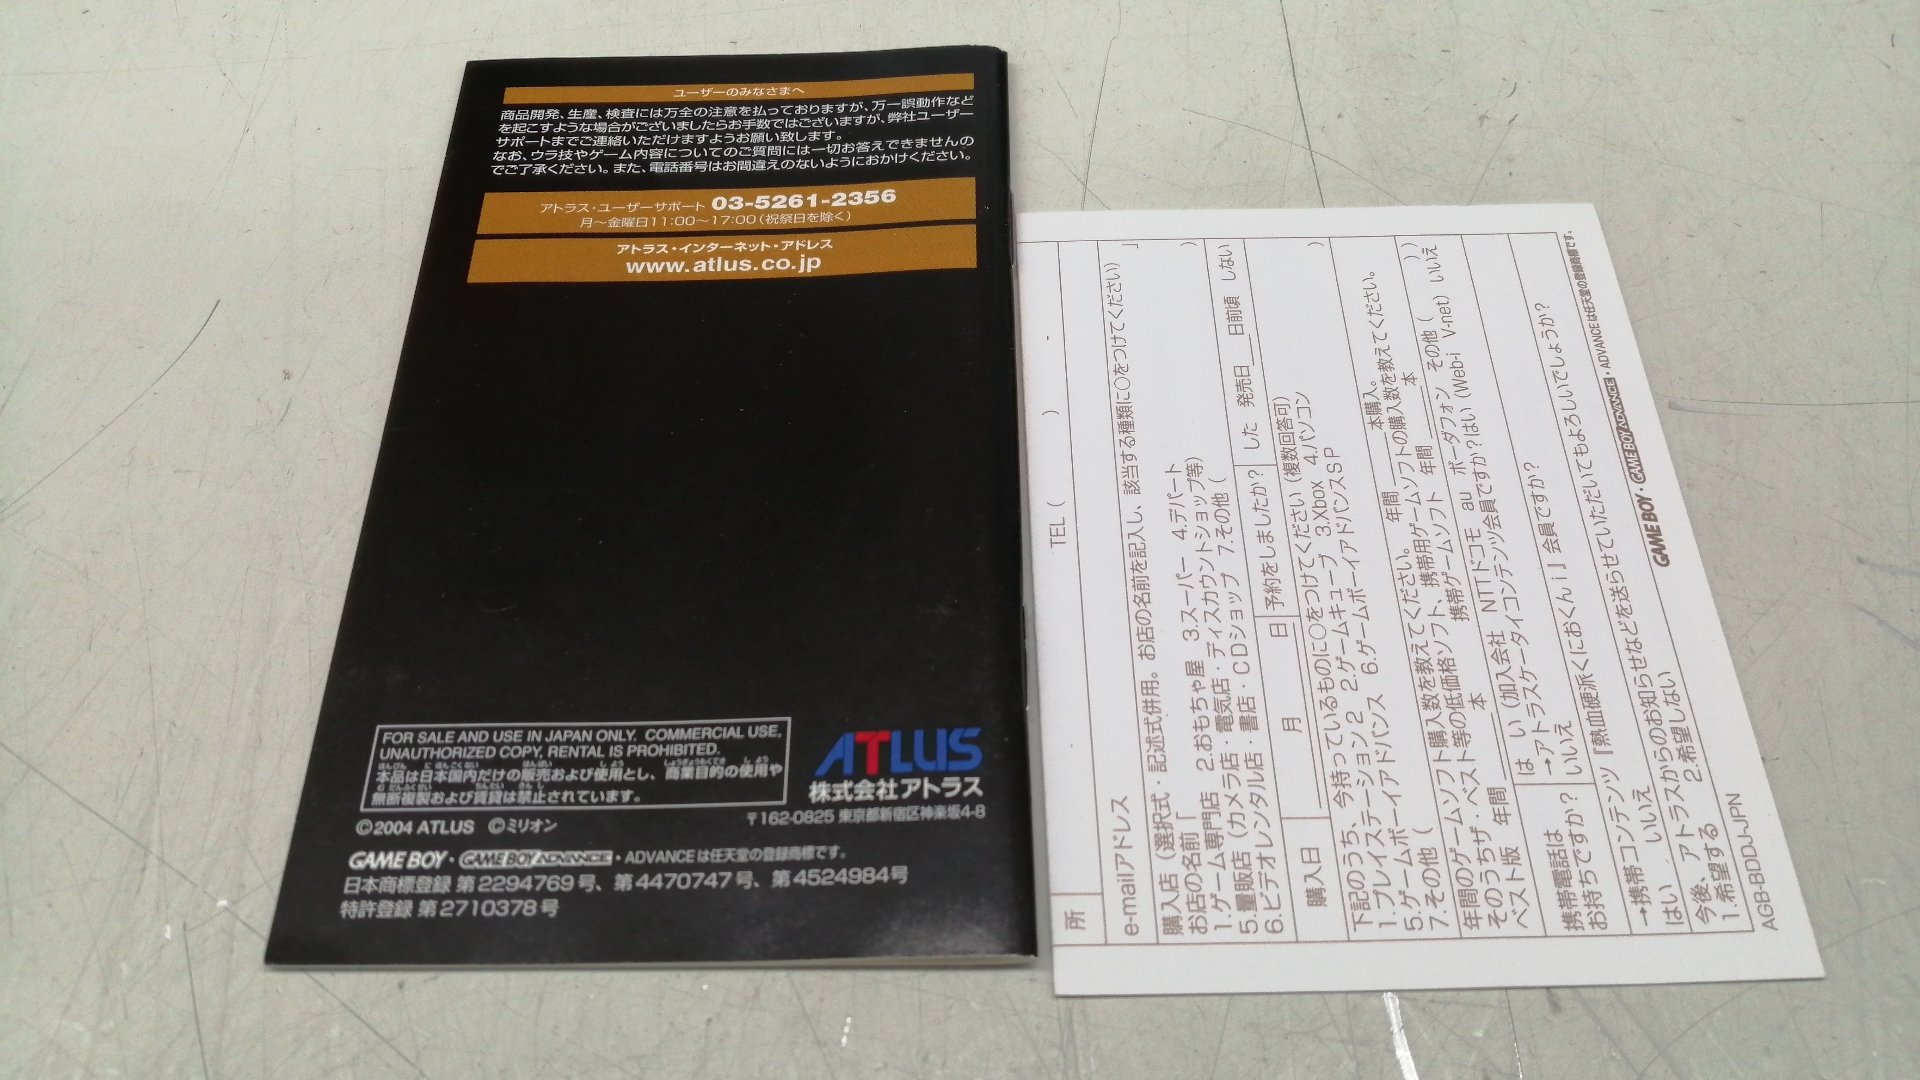 ユーザーのみなさまへ
商品開発、生産、検査には万全の注意を払っておりますが、万一誤動作など
を起こすような場合がございましたらお手数ではございますが、弊社ユーザー
サポートまでご連絡いただけますようお願い致します。
なお、ウラ技やゲーム内容についてのご質問には一切お答えできませんの
でご了承ください。また、電話番号はお間違えのないようにおかけください。
アトラス・ユーザーサポート 03-5261-2356
月〜金曜日11:00〜17:00(祝祭日を除く)
アトラス・インターネット・アドレス
www.atlus.co.jp
FOR SALE AND USE IN JAPAN ONLY. COMMERCIAL USE,
UNAUTHORIZED COPY, RENTAL IS PROHIBITED.
本品は日本国内だけの販売および使用とし、商業目的の使用や
無断複製および賃貸は禁止されています。
ATLUS
株式会社アトラス
〒162-0825 東京都新宿区神楽坂4-8
©2004 ATLUS ©ミリオン
GAME BOY・GAME BOY ADVANCE・ADVANCEは任天堂の登録商標です。
日本商標登録 第2294769号、第4470747号、第4524984号
特許登録 第2710378号
所
TEL ( ) -
e-mailアドレス
購入店 (選択式・記述式併用。お店の名前を記入し、該当する種類に○をつけてください)
お店の名前「 」
1.ゲーム専門店 2.おもちゃ屋 3.スーパー 4.デパート
5.量販店 (カメラ店・電気店・ディスカウントショップ等)
6.ビデオレンタル店・書店・CDショップ 7.その他 ( )
購入日 月 日 予約をしましたか? した 発売日 日前頃 しない
下記のうち、今持っているものに○をつけてください (複数回答可)
1.プレイステーション2 2.ゲームキューブ 3.Xbox 4.パソコン
5.ゲームボーイアドバンス 6.ゲームボーイアドバンスSP
7.その他 ( )
年間のゲームソフト購入数を教えてください。 年間 本購入。
そのうちザ・ベスト等の低価格ソフト、携帯用ゲームソフトの購入数を教えてください。
ベスト版 年間 本 携帯ゲームソフト 年間 本
携帯電話は
お持ちですか?
はい (加入会社 NTTドコモ au ボーダフォン その他 ( ))
→アトラスケータイコンテンツ会員ですか?はい (Web-i V-net) いいえ
いいえ
→携帯コンテンツ『熱血硬派くにおくんi』会員ですか?
はい いいえ
今後、アトラスからのお知らせなどを送らせていただいてもよろしいでしょうか?
1.希望する 2.希望しない
AGB-BDDJ-JPN
GAME BOY・GAME BOY ADVANCE・ADVANCEは任天堂の登録商標です。